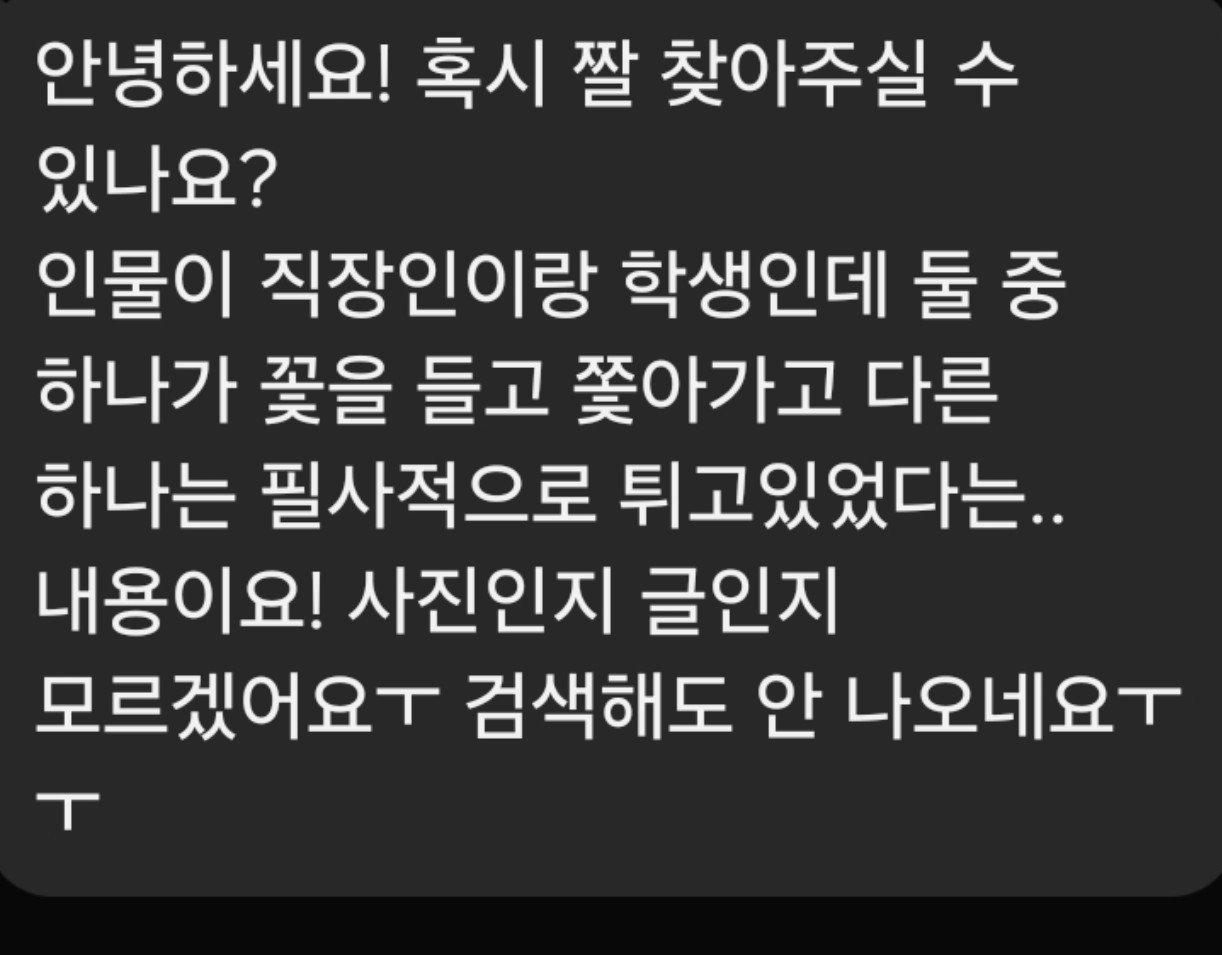 안녕하세요! 혹시 짤 찾아주실 수
있나요?
인물이 직장인이랑 학생인데 둘 중
하나가 꽃을 들고 쫓아가고 다른
하나는 필사적으로 튀고있었다는..
내용이요! 사진인지 글인지
모르겠어요ㅜ 검색해도 안 나오네요ㅜ
ㅜ